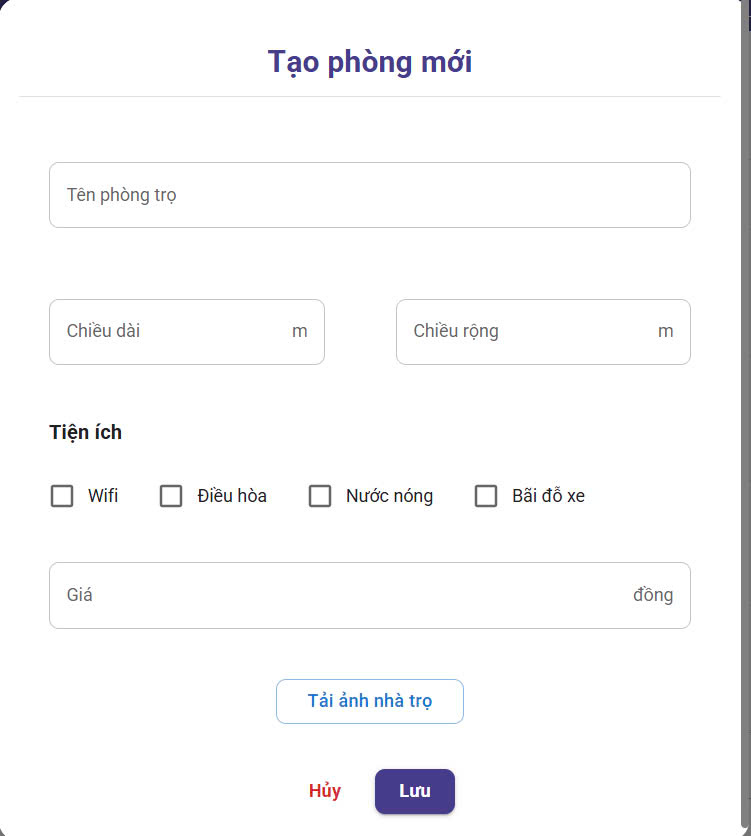 Tạo phòng mới
Tên phòng trọ
Chiều dài m Chiều rộng m
Tiện ích
Wifi Điều hòa Nước nóng Bãi đỗ xe
Giá đồng
Tải ảnh nhà trọ
Hủy Lưu